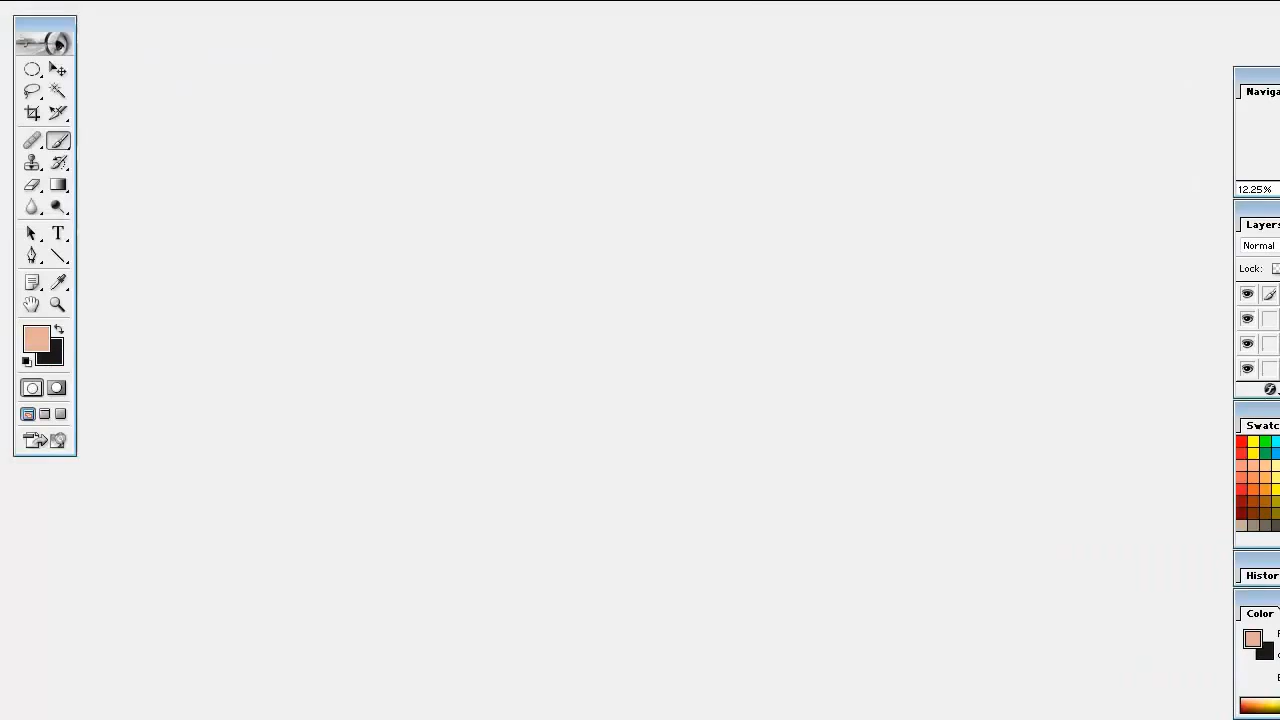 Naviga
12.25%
Layers
Normal
Lock:
Swatc
Histor
Color
T